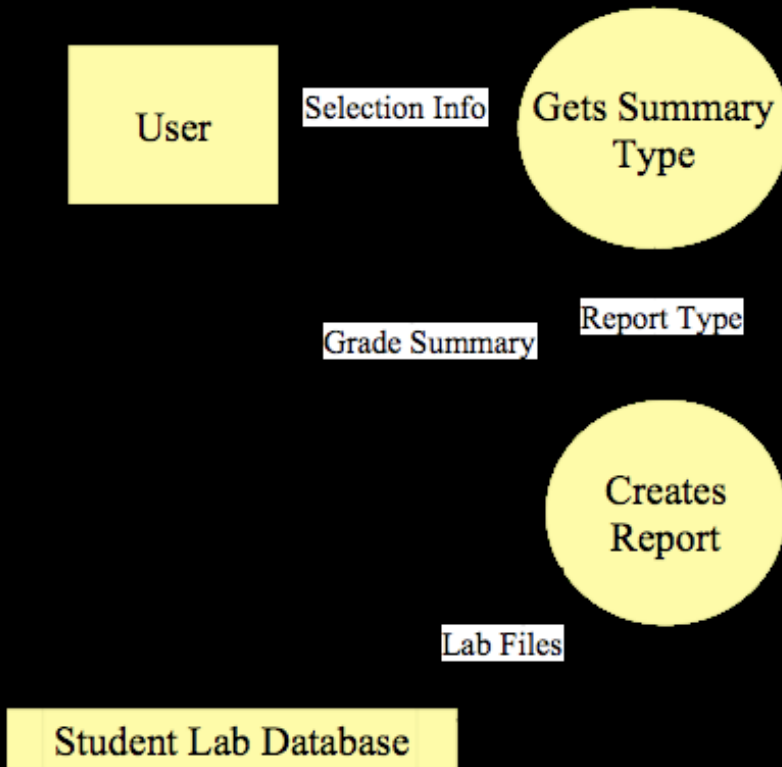 User
Selection Info
Gets Summary
Type
Report Type
Grade Summary
Creates
Report
Lab Files
Student Lab Database